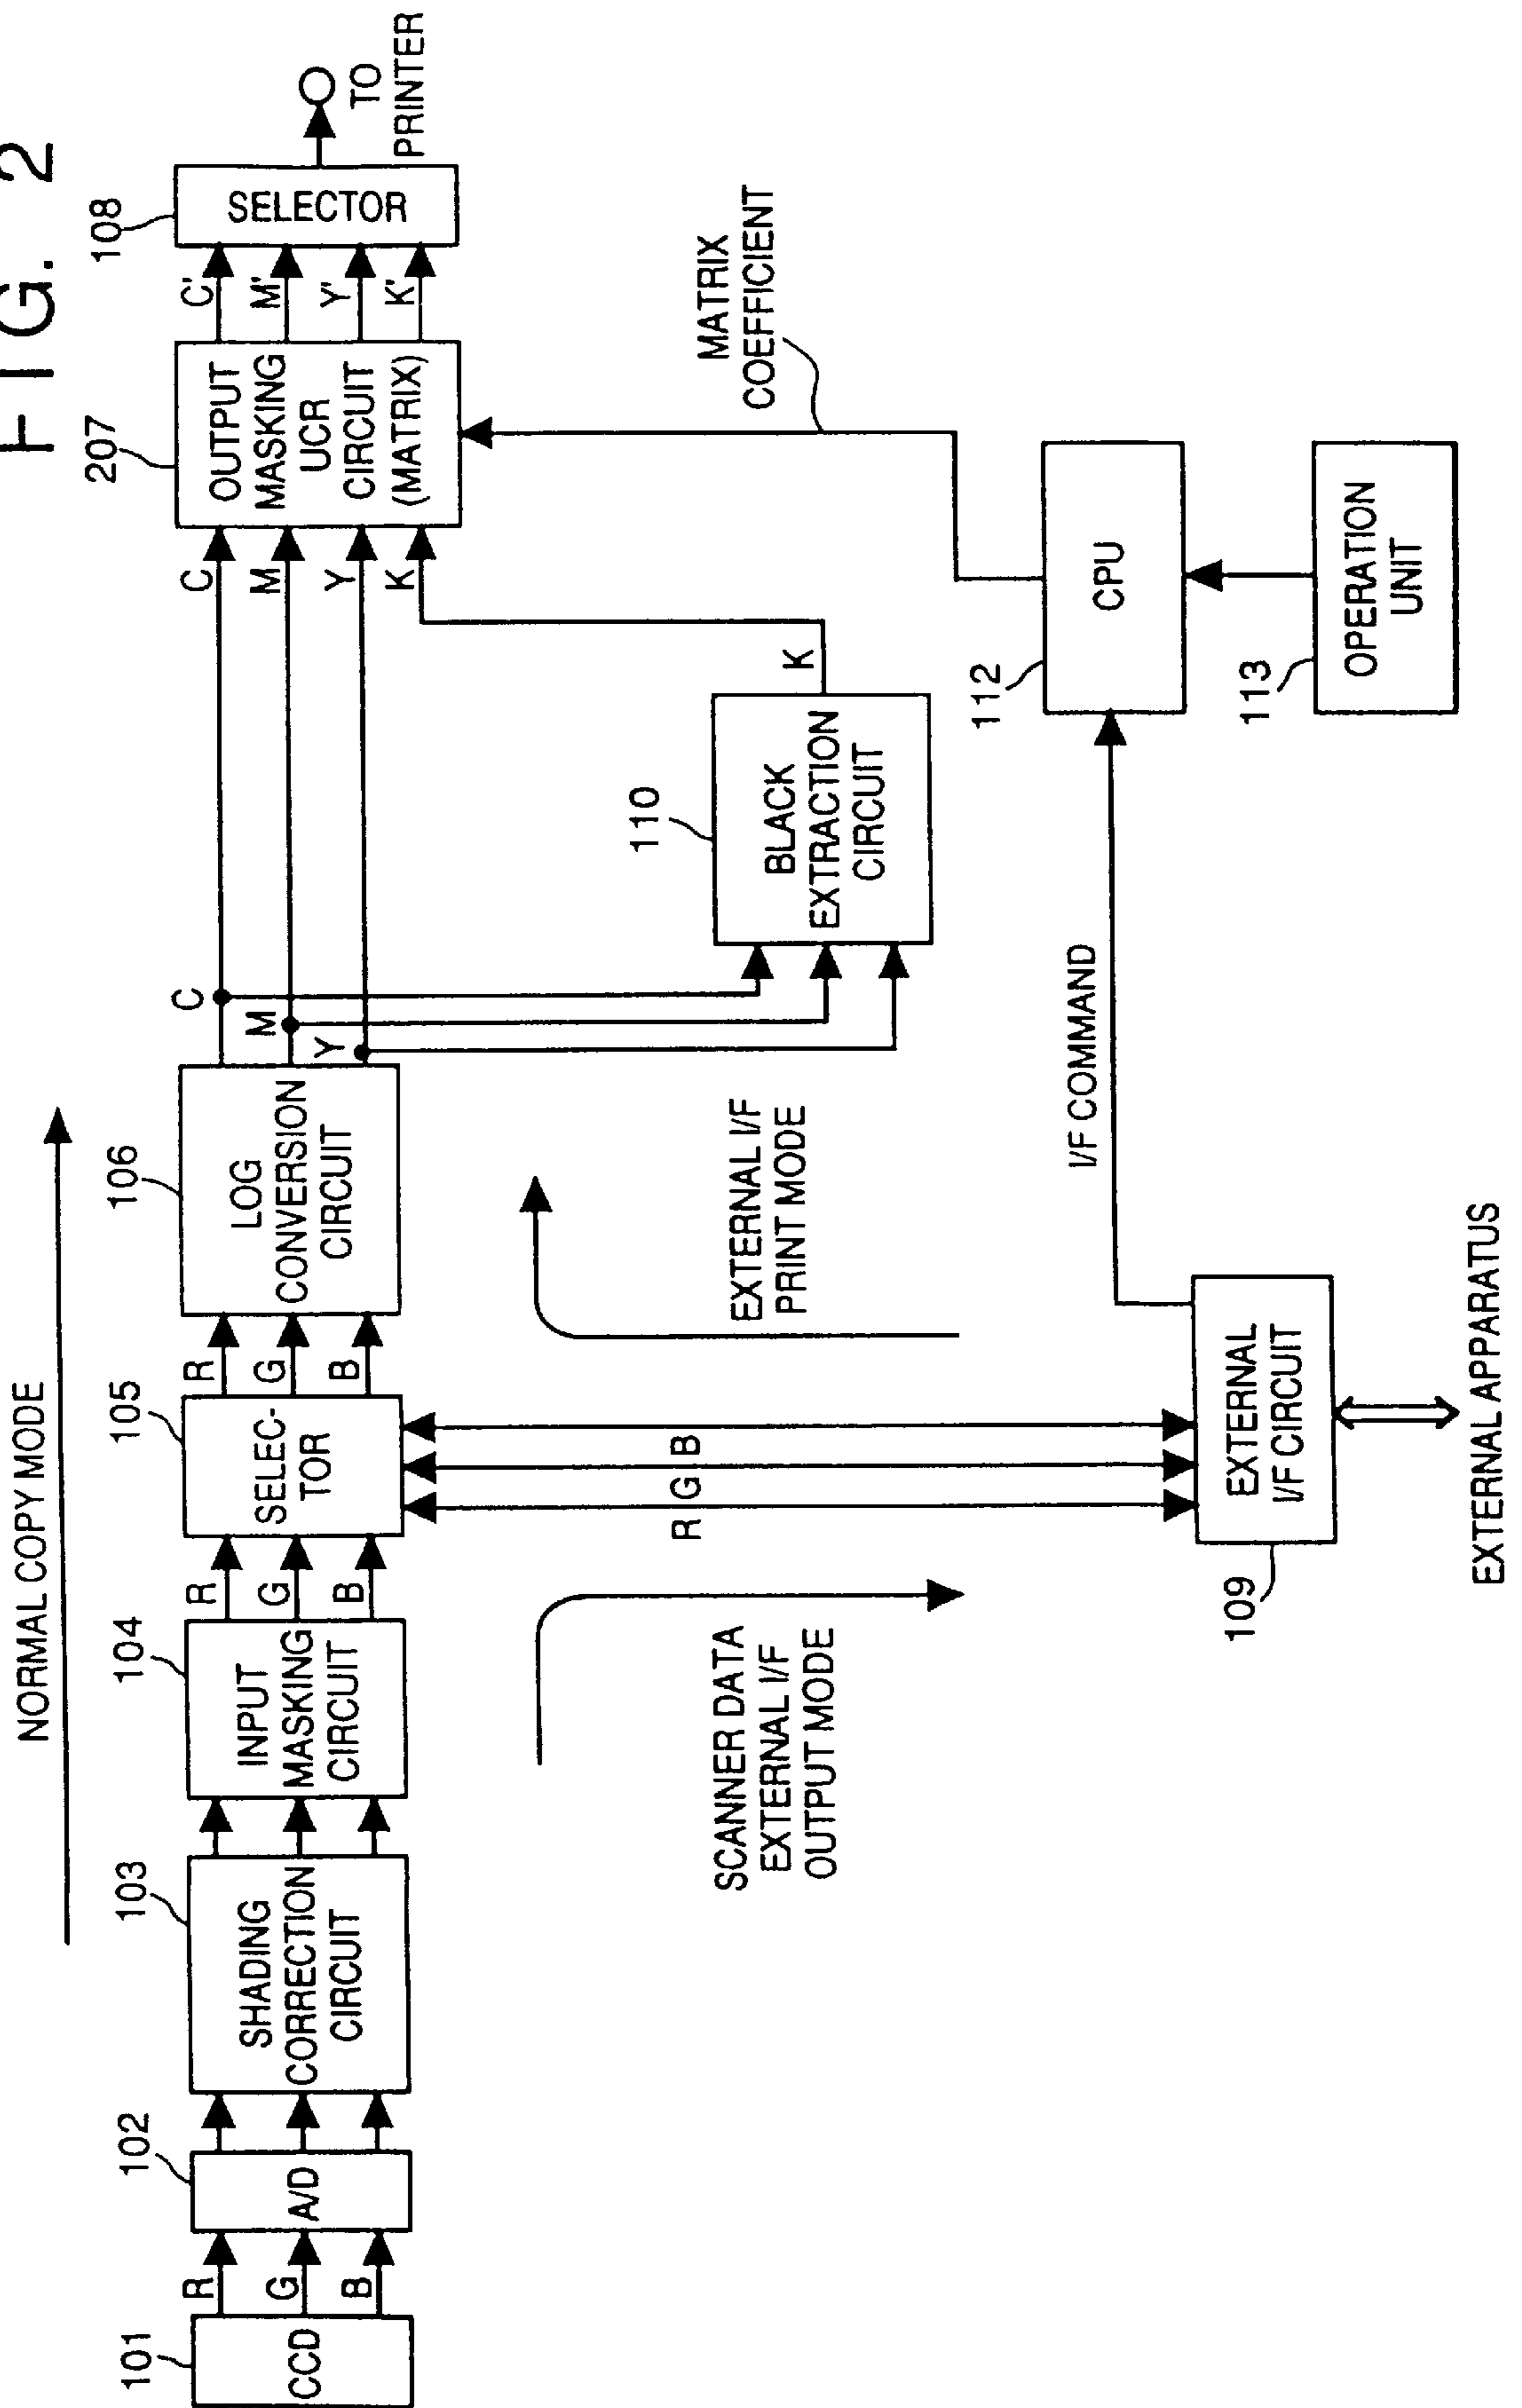 FIG. 2
NORMAL COPY MODE
101
CCD
R
G
B
102
A/D
103
SHADING
CORRECTION
CIRCUIT
104
INPUT
MASKING
CIRCUIT
R
G
B
105
SELEC-
TOR
R
G
B
106
LOG
CONVERSION
CIRCUIT
C
M
Y
C
M
Y
K
207
OUTPUT
MASKING
UCR
CIRCUIT
(MATRIX)
C'
M'
Y'
K'
108
SELECTOR
TO
PRINTER
SCANNER DATA
EXTERNAL I/F
OUTPUT MODE
R
G
B
EXTERNAL I/F
PRINT MODE
110
BLACK
EXTRACTION
CIRCUIT
K
MATRIX
COEFFICIENT
109
EXTERNAL
I/F CIRCUIT
EXTERNAL APPARATUS
I/F COMMAND
112
CPU
113
OPERATION
UNIT